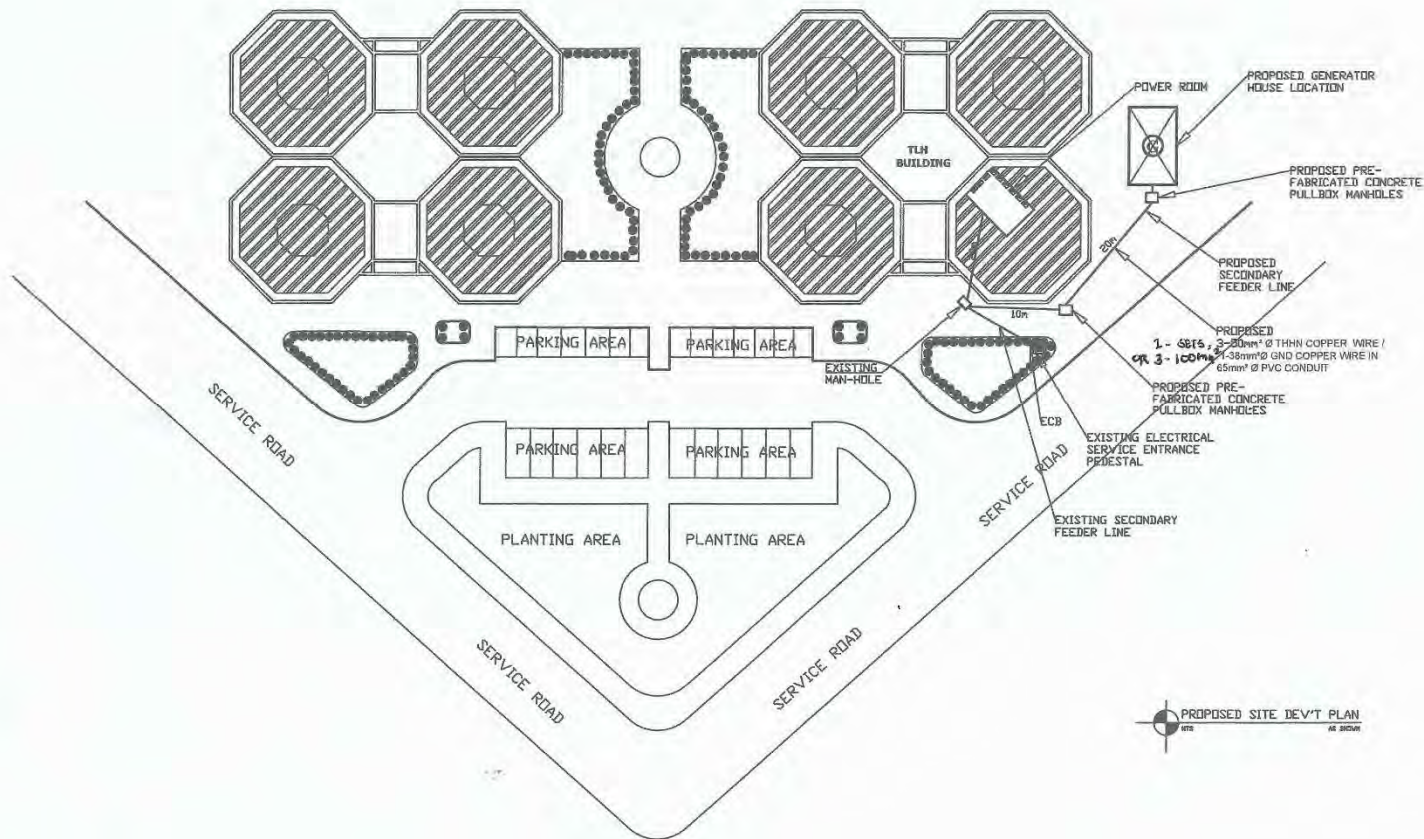 POWER ROOM
PROPOSED GENERATOR
HOUSE LOCATION
TLH
BUILDING
PROPOSED PRE-
FABRICATED CONCRETE
PULLBOX MANHOLES
20m
PROPOSED
SECONDARY
FEEDER LINE
10m
PROPOSED
SETS, 3-80mm² Ø THHN COPPER WIRE /
OR 3-100mm² 1-38mm²Ø GND COPPER WIRE IN
65mm² Ø PVC CONDUIT
PARKING AREA
PARKING AREA
EXISTING
MAN-HOLE
PROPOSED PRE-
FABRICATED CONCRETE
PULLBOX MANHOLES
ECB
EXISTING ELECTRICAL
SERVICE ENTRANCE
PEDESTAL
SERVICE ROAD
PARKING AREA
PARKING AREA
SERVICE ROAD
EXISTING SECONDARY
FEEDER LINE
PLANTING AREA
PLANTING AREA
SERVICE ROAD
SERVICE ROAD
PROPOSED SITE DEV'T PLAN
NTS
AS SHOWN